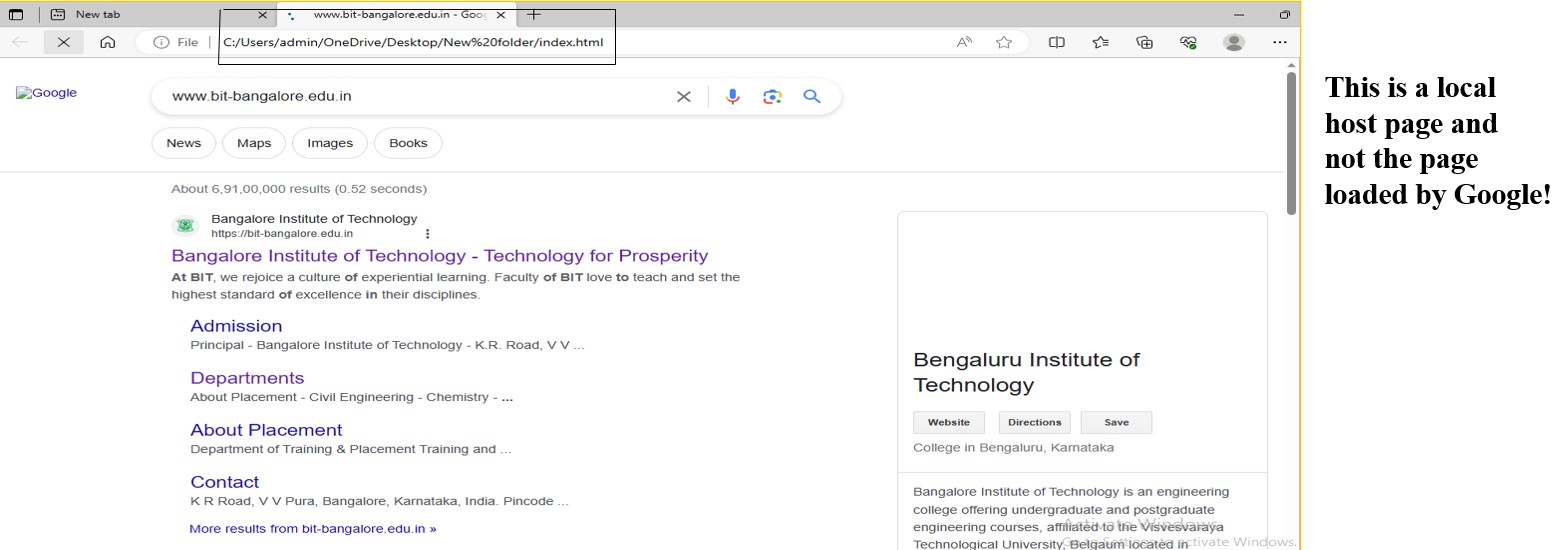 New tab
www.bit-bangalore.edu.in - Goog
File
C:/Users/admin/OneDrive/Desktop/New%20folder/index.html
Google
www.bit-bangalore.edu.in
News
Maps
Images
Books
About 6,91,00,000 results (0.52 seconds)
Bangalore Institute of Technology
https://bit-bangalore.edu.in
Bangalore Institute of Technology - Technology for Prosperity
At BIT, we rejoice a culture of experiential learning. Faculty of BIT love to teach and set the
highest standard of excellence in their disciplines.
Admission
Principal - Bangalore Institute of Technology - K.R. Road, V V ...
Departments
About Placement - Civil Engineering - Chemistry - ...
About Placement
Department of Training & Placement Training and ...
Contact
K R Road, V V Pura, Bangalore, Karnataka, India. Pincode ...
More results from bit-bangalore.edu.in »
Bengaluru Institute of
Technology
Website
Directions
Save
College in Bengaluru, Karnataka
Bangalore Institute of Technology is an engineering
college offering undergraduate and postgraduate
engineering courses, affiliated to the Visvesvaraya
Technological University, Belgaum located in
Activate Windows
Go to Settings to activate Windows.
This is a local
host page and
not the page
loaded by Google!